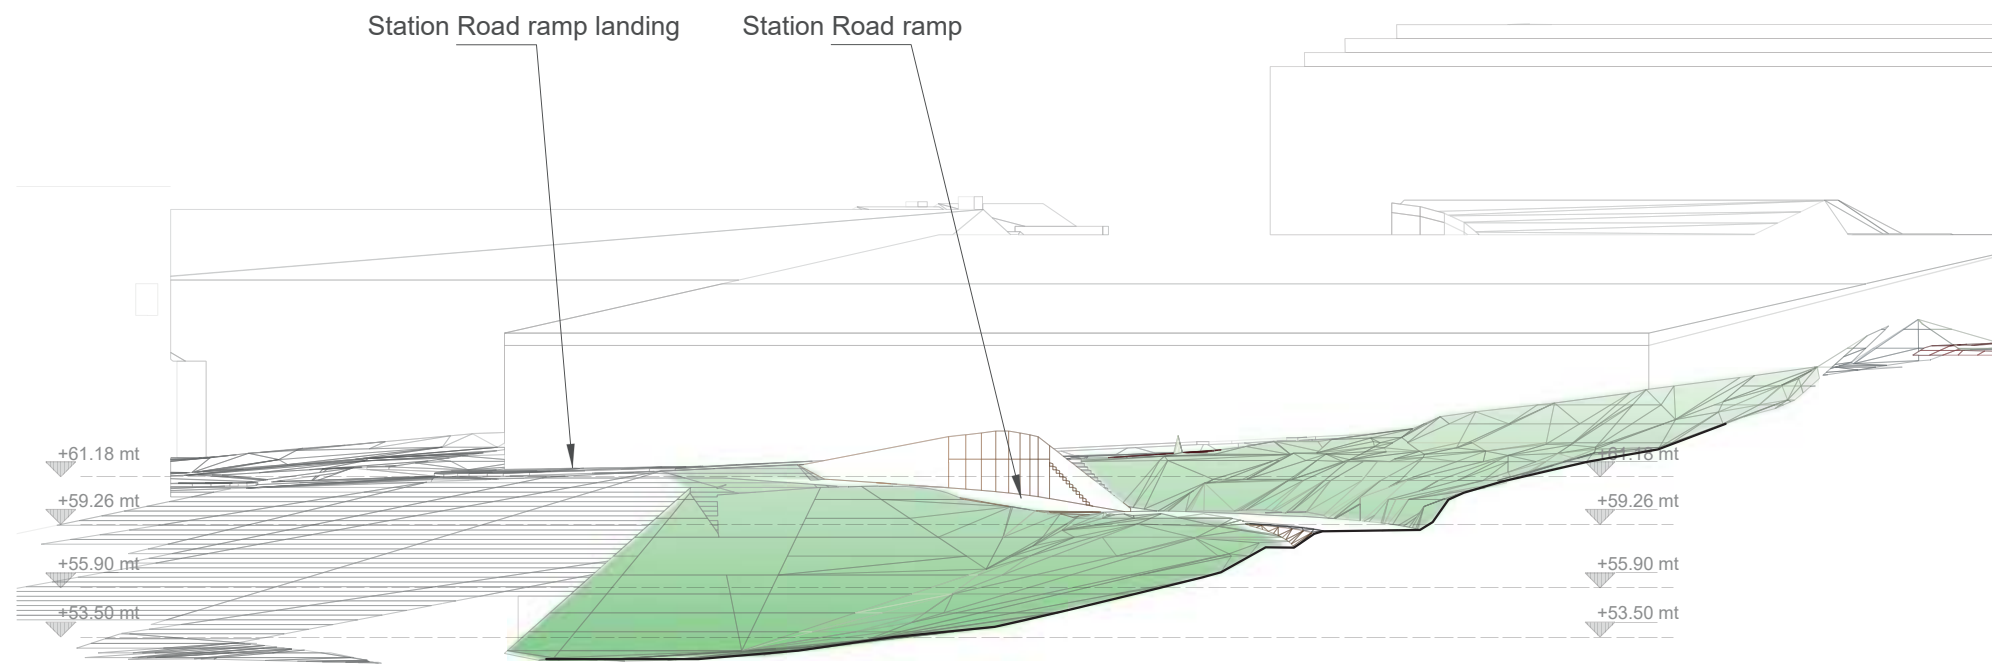 Station Road ramp landing
Station Road ramp
+61.18 mt
+61.18 mt
+59.26 mt
+59.26 mt
+55.90 mt
+55.90 mt
+53.50 mt
+53.50 mt